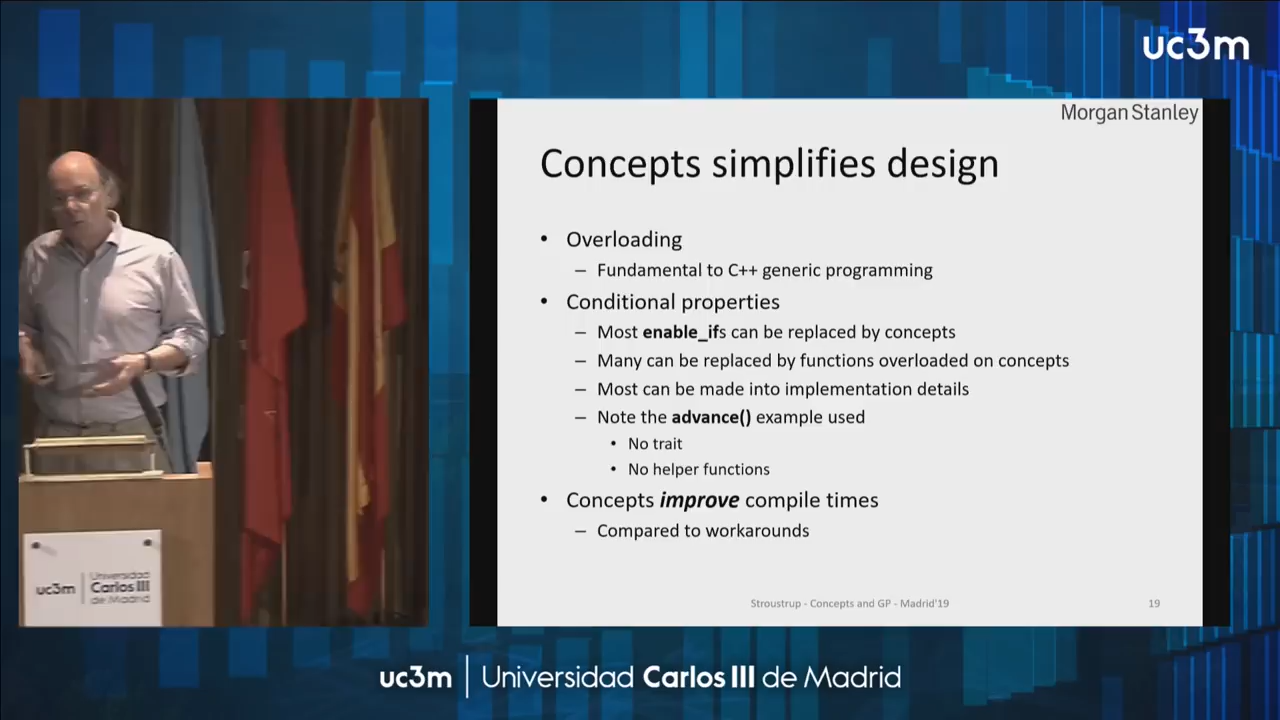 uc3m
Morgan Stanley
Concepts simplifies design
• Overloading
– Fundamental to C++ generic programming
• Conditional properties
– Most enable_ifs can be replaced by concepts
– Many can be replaced by functions overloaded on concepts
– Most can be made into implementation details
– Note the advance() example used
• No trait
• No helper functions
• Concepts improve compile times
– Compared to workarounds
Stroustrup - Concepts and GP - Madrid'19
19
uc3m
Universidad
Carlos III
de Madrid
uc3m | Universidad Carlos III de Madrid